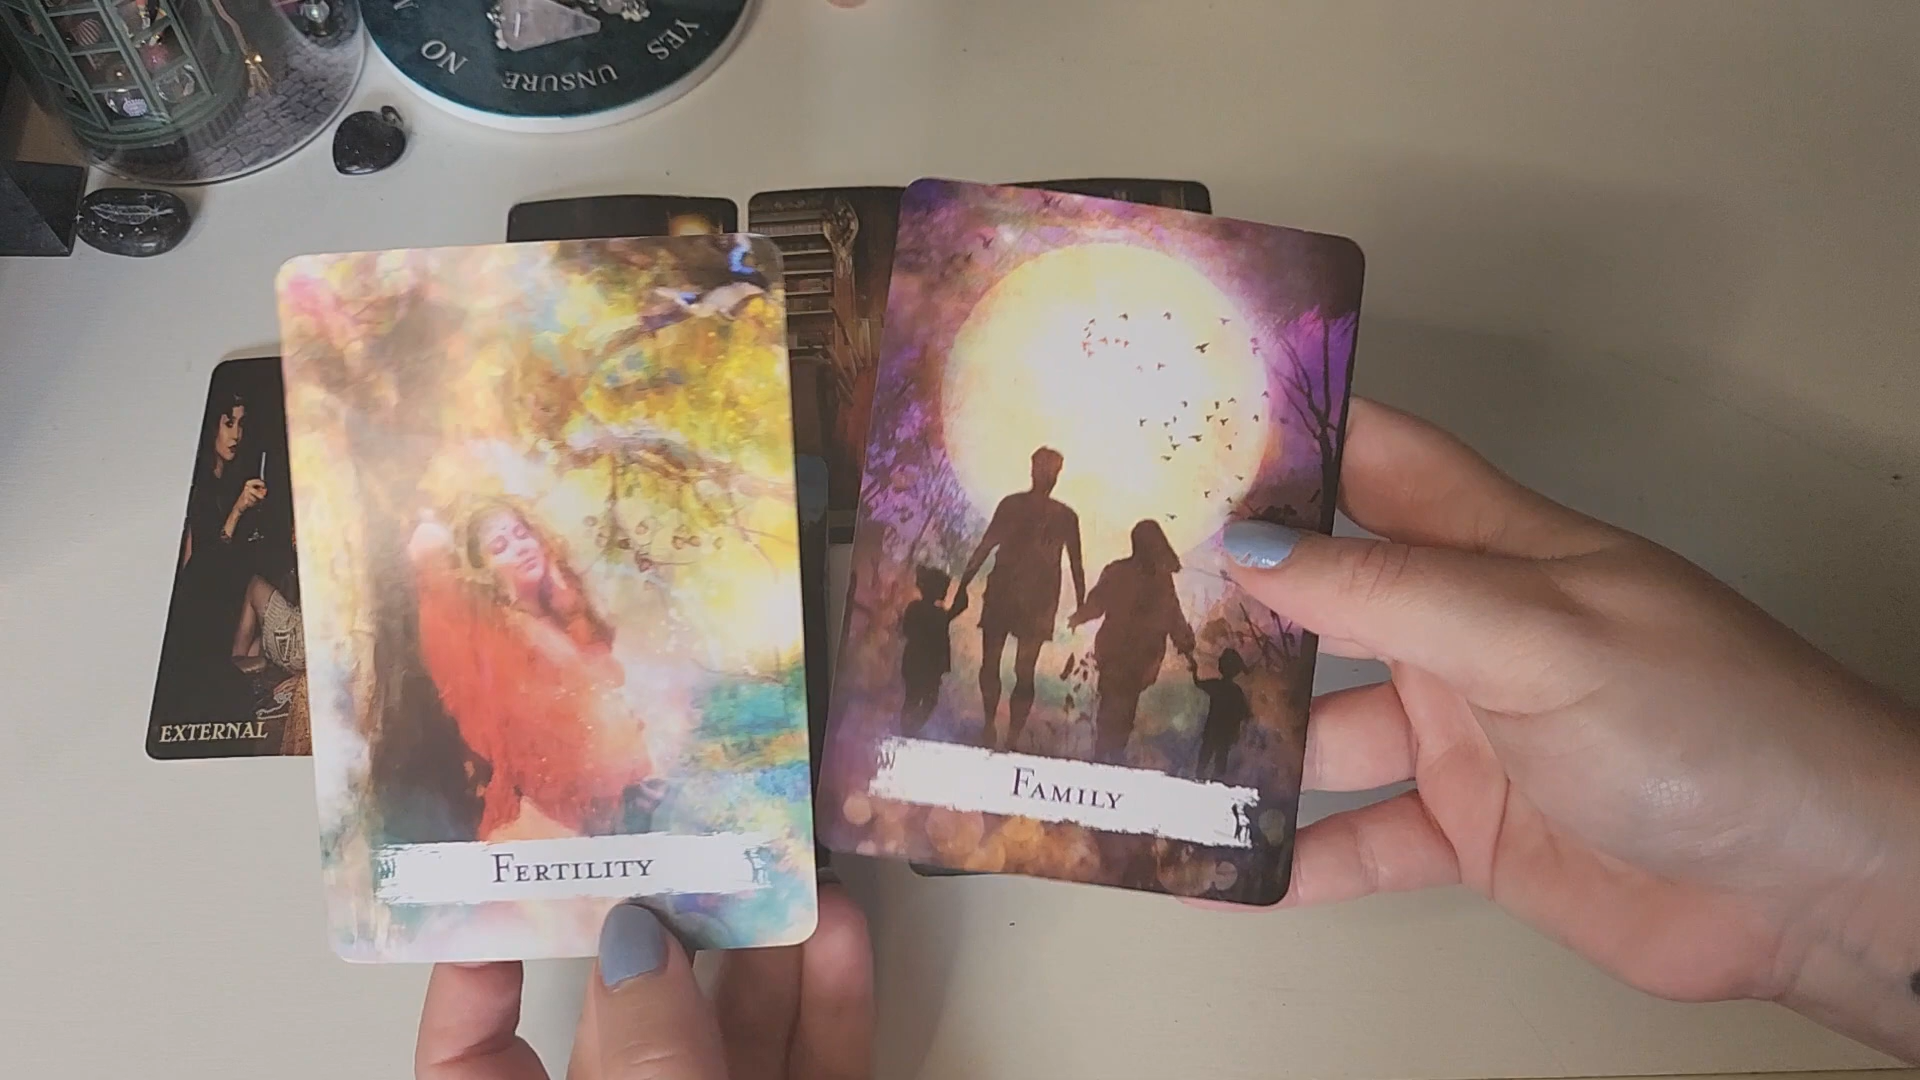 NO
UNSURE
YES
EXTERNAL
FERTILITY
FAMILY